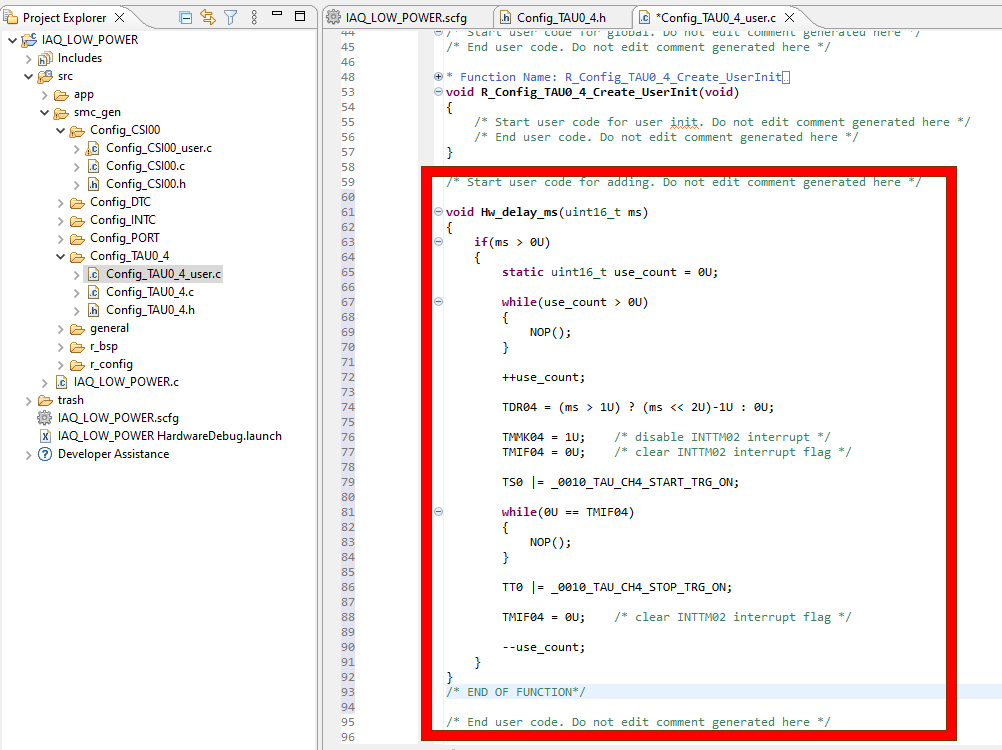 Project Explorer
IAQ_LOW_POWER
Includes
src
app
smc_gen
Config_CSI00
Config_CSI00_user.c
Config_CSI00.c
Config_CSI00.h
Config_DTC
Config_INTC
Config_PORT
Config_TAU0_4
Config_TAU0_4_user.c
Config_TAU0_4.c
Config_TAU0_4.h
general
r_bsp
r_config
IAQ_LOW_POWER.c
trash
IAQ_LOW_POWER.scfg
IAQ_LOW_POWER HardwareDebug.launch
Developer Assistance
IAQ_LOW_POWER.scfg
Config_TAU0_4.h
*Config_TAU0_4_user.c
44 /* Start user code for global. Do not edit comment generated here */
45 /* End user code. Do not edit comment generated here */
46
48 * Function Name: R_Config_TAU0_4_Create_UserInit
53 void R_Config_TAU0_4_Create_UserInit(void)
54 {
55 /* Start user code for user init. Do not edit comment generated here */
56 /* End user code. Do not edit comment generated here */
57 }
58
59 /* Start user code for adding. Do not edit comment generated here */
60
61 void Hw_delay_ms(uint16_t ms)
62 {
63 if(ms > 0U)
64 {
65 static uint16_t use_count = 0U;
66
67 while(use_count > 0U)
68 {
69 NOP();
70 }
71
72 ++use_count;
73
74 TDR04 = (ms > 1U) ? (ms << 2U)-1U : 0U;
75
76 TMMK04 = 1U; /* disable INTTM02 interrupt */
77 TMIF04 = 0U; /* clear INTTM02 interrupt flag */
78
79 TS0 |= _0010_TAU_CH4_START_TRG_ON;
80
81 while(0U == TMIF04)
82 {
83 NOP();
84 }
85
86 TT0 |= _0010_TAU_CH4_STOP_TRG_ON;
87
88 TMIF04 = 0U; /* clear INTTM02 interrupt flag */
89
90 --use_count;
91 }
92 }
93 /* END OF FUNCTION*/
94
95 /* End user code. Do not edit comment generated here */
96